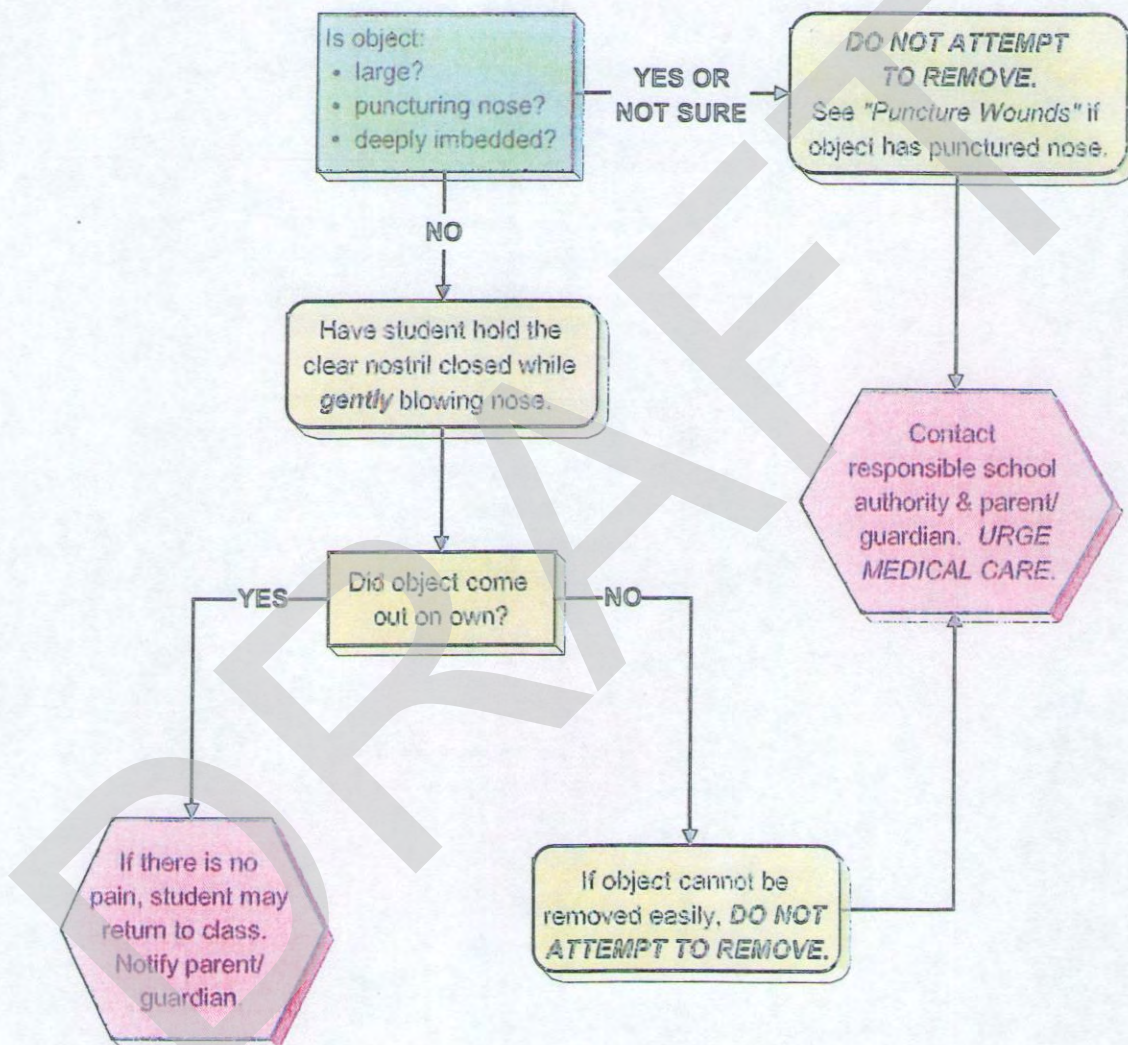 Is object:
• large?
• puncturing nose?
• deeply imbedded?
YES OR
NOT SURE
DO NOT ATTEMPT
TO REMOVE.
See "Puncture Wounds" if
object has punctured nose.
NO
Have student hold the
clear nostril closed while
gently blowing nose.
Contact
responsible school
authority & parent/
guardian. URGE
MEDICAL CARE.
Did object come
out on own?
YES
NO
If there is no
pain, student may
return to class.
Notify parent/
guardian.
If object cannot be
removed easily, DO NOT
ATTEMPT TO REMOVE.
DRAFT